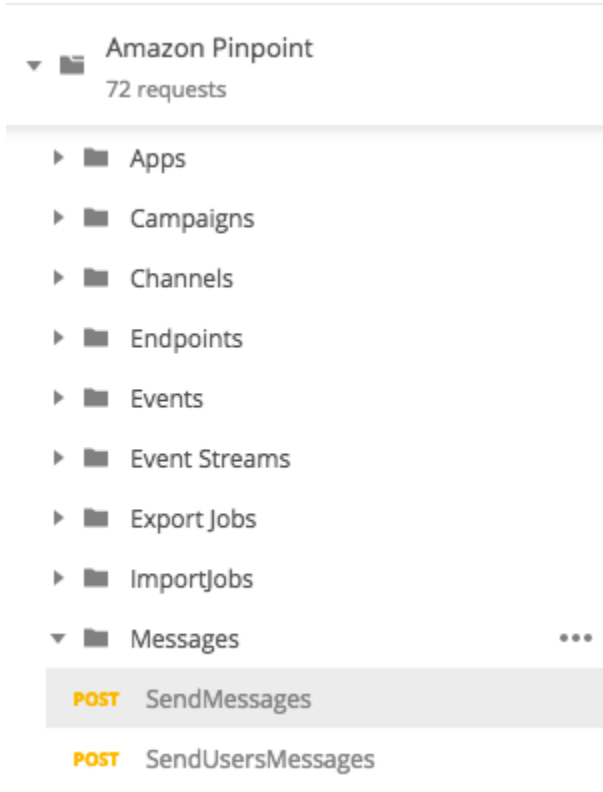 Amazon Pinpoint
72 requests
Apps
Campaigns
Channels
Endpoints
Events
Event Streams
Export Jobs
ImportJobs
Messages
POST SendMessages
POST SendUsersMessages